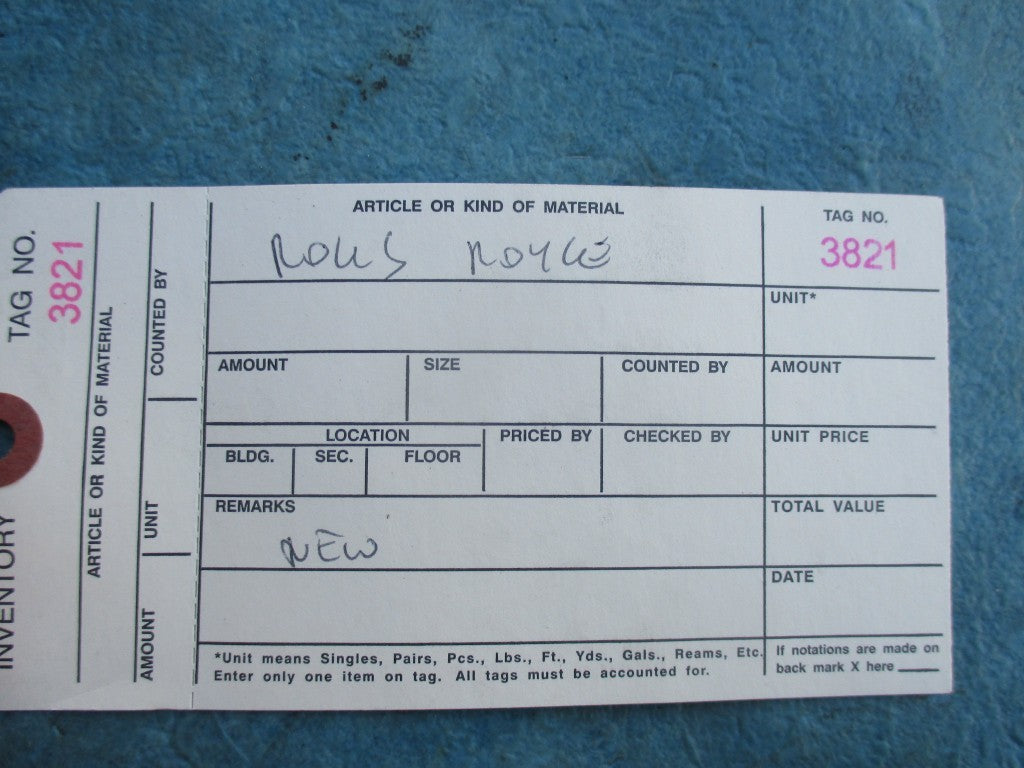 TAG NO.
3821
INVENTORY
ARTICLE OR KIND OF MATERIAL
COUNTED BY
UNIT
AMOUNT
ARTICLE OR KIND OF MATERIAL
ROLLS ROYCE
TAG NO.
3821
UNIT*
AMOUNT SIZE COUNTED BY AMOUNT
LOCATION PRICED BY CHECKED BY UNIT PRICE
BLDG. SEC. FLOOR
REMARKS TOTAL VALUE
NEW
DATE
*Unit means Singles, Pairs, Pcs., Lbs., Ft., Yds., Gals., Reams, Etc.
Enter only one item on tag. All tags must be accounted for.
If notations are made on
back mark X here